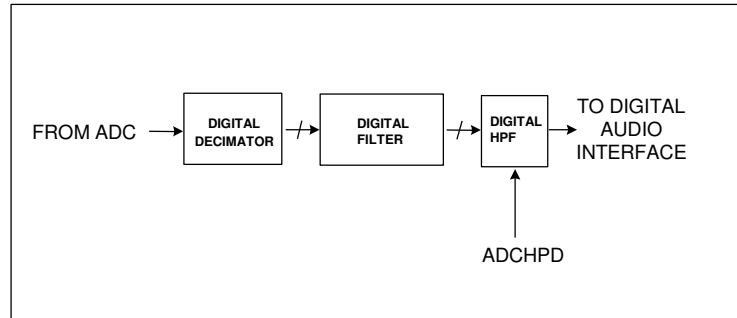 FROM ADC
DIGITAL
DECIMATOR
DIGITAL
FILTER
DIGITAL
HPF
TO DIGITAL
AUDIO
INTERFACE
ADCHPD